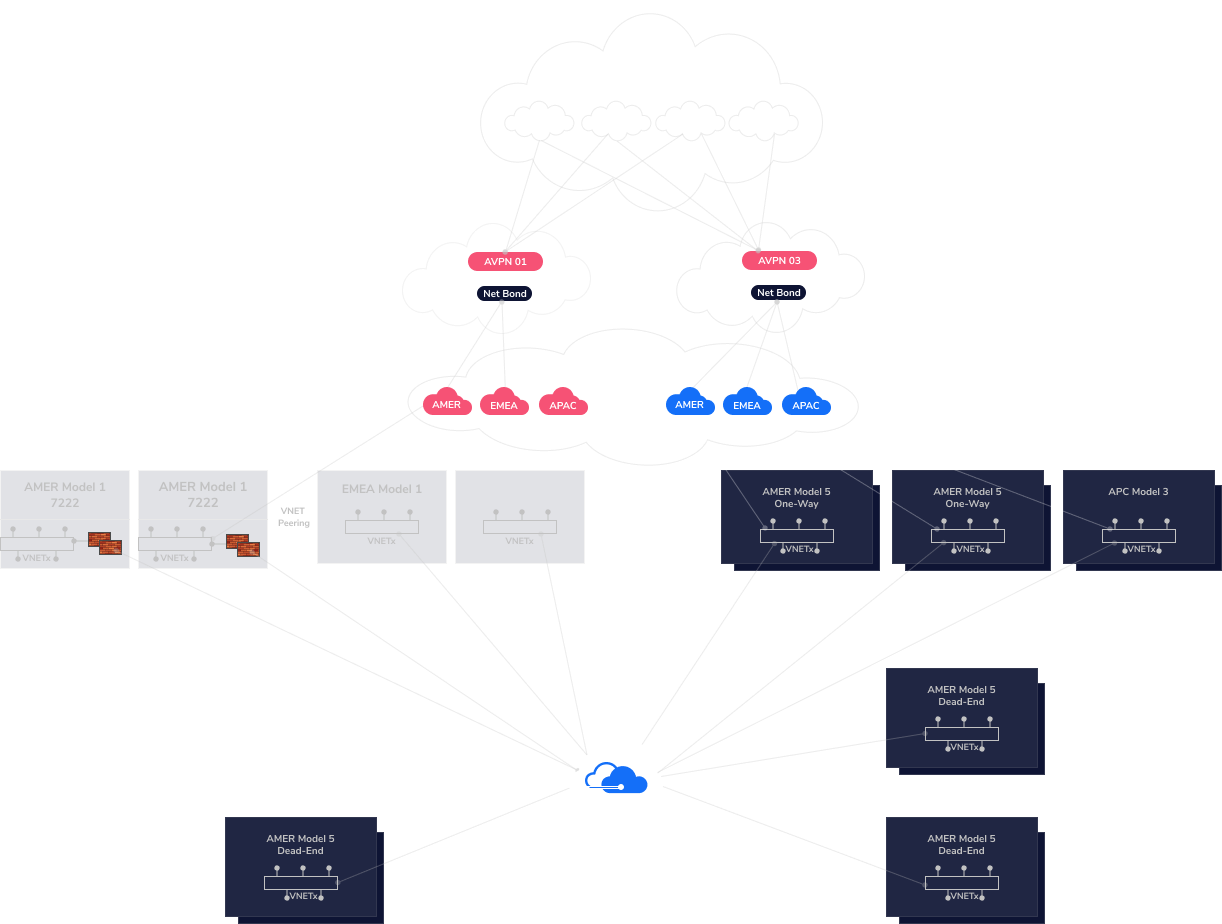 AVPN 01
AVPN 03
Net Bond
Net Bond
AMER
EMEA
APAC
AMER
EMEA
APAC
AMER Model 1
7222
VNETx
AMER Model 1
7222
VNETx
VNET
Peering
EMEA Model 1
VNETx
VNETx
AMER Model 5
One-Way
VNETx
AMER Model 5
One-Way
VNETx
APC Model 3
VNETx
AMER Model 5
Dead-End
VNETx
AMER Model 5
Dead-End
VNETx
AMER Model 5
Dead-End
VNETx